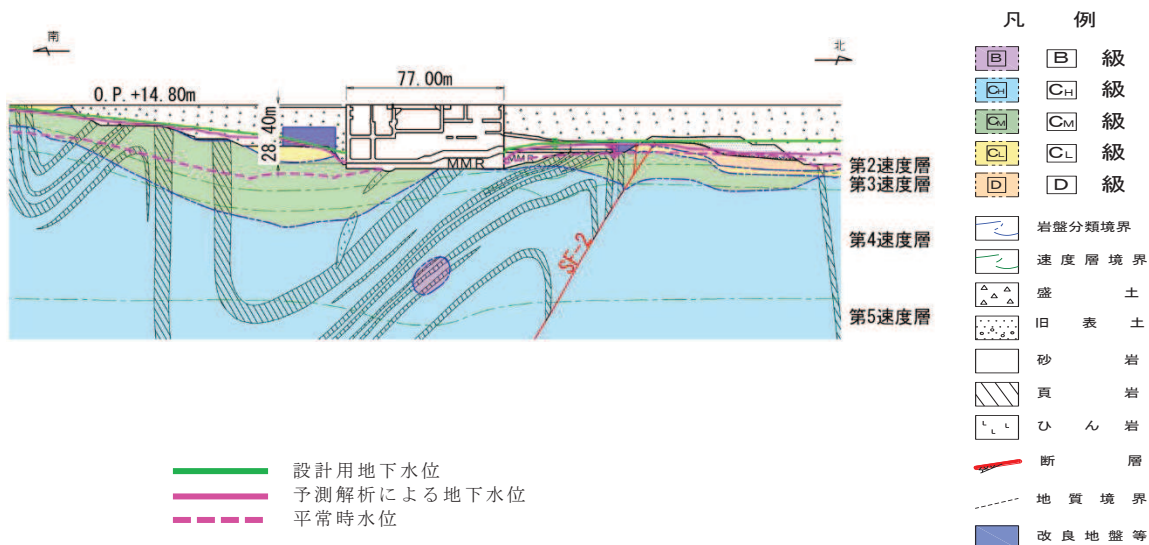 南
北
77.00m
O.P.+14.80m
28.40m
MMR
MMR
SF-2
第2速度層
第3速度層
第4速度層
第5速度層
設計用地下水位
予測解析による地下水位
平常時水位
凡 例
B B 級
CH CH 級
CM CM 級
CL CL 級
D D 級
岩盤分類境界
速度層境界
盛土
旧表土
砂岩
頁岩
ひん岩
断層
地質境界
改良地盤等